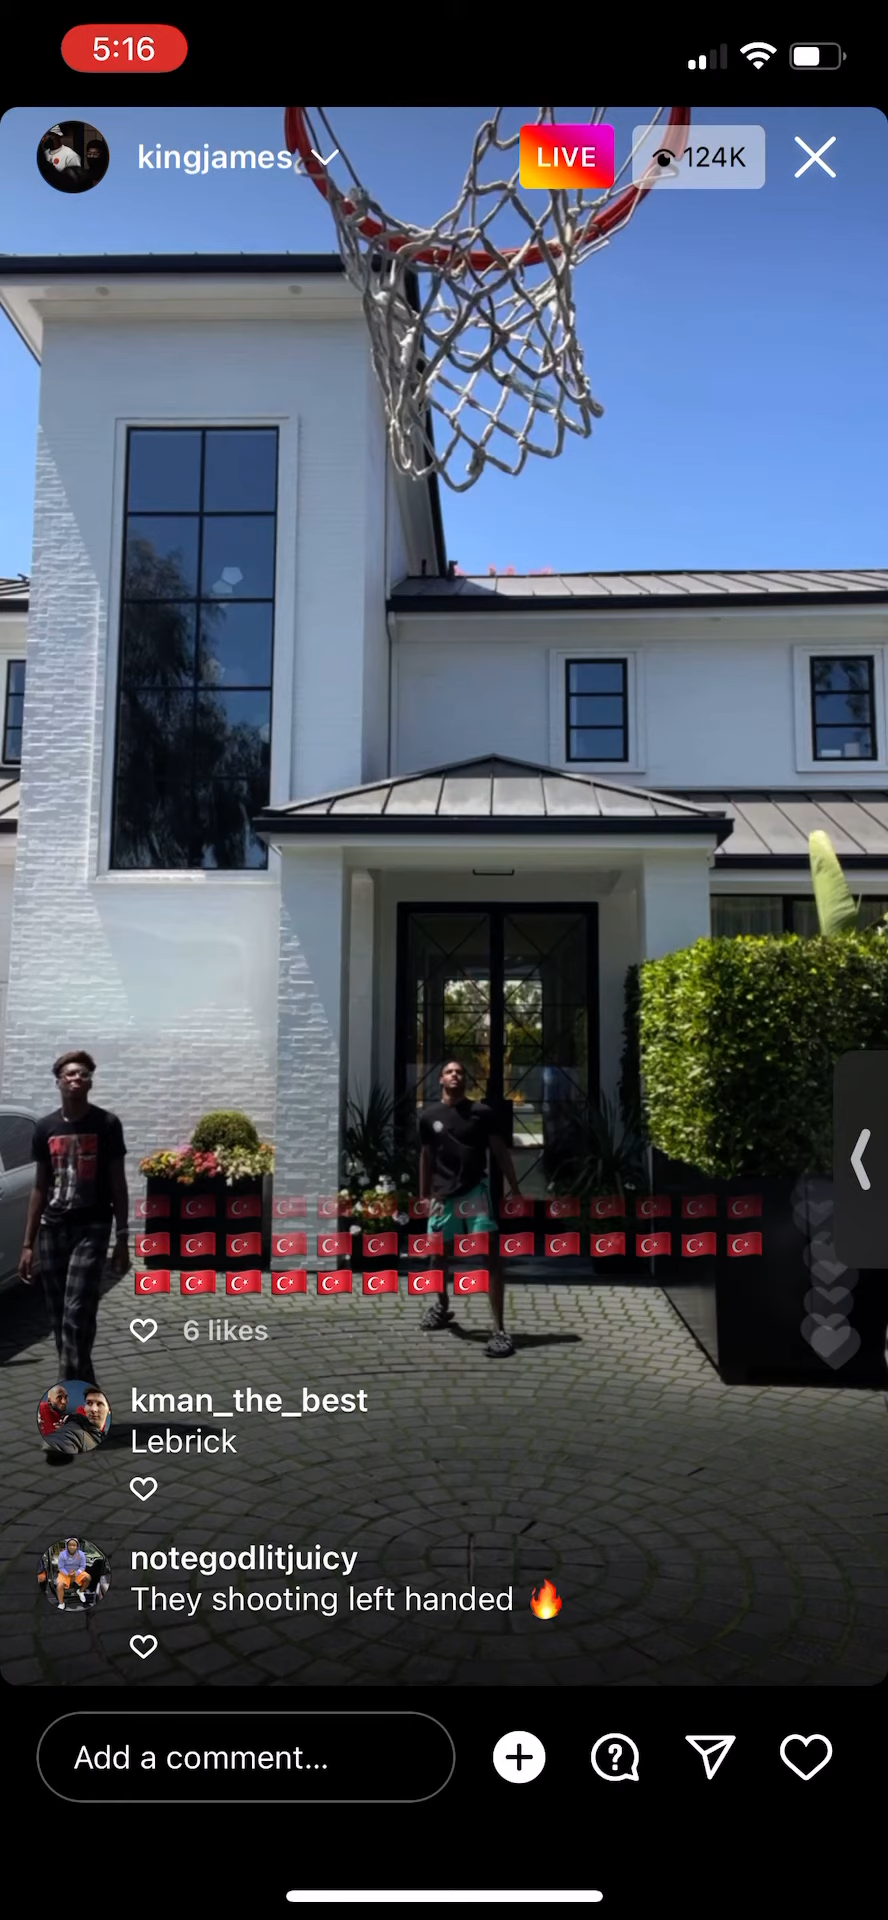 5:16
kingjames
LIVE
124K
🇹🇷🇹🇷🇹🇷🇹🇷🇹🇷🇹🇷🇹🇷🇹🇷🇹🇷🇹🇷🇹🇷🇹🇷🇹🇷🇹🇷
🇹🇷🇹🇷🇹🇷🇹🇷🇹🇷🇹🇷🇹🇷🇹🇷🇹🇷🇹🇷🇹🇷🇹🇷🇹🇷🇹🇷
🇹🇷🇹🇷🇹🇷🇹🇷🇹🇷🇹🇷🇹🇷🇹🇷
6 likes
kman_the_best
Lebrick
notegodlitjuicy
They shooting left handed 🔥
Add a comment...